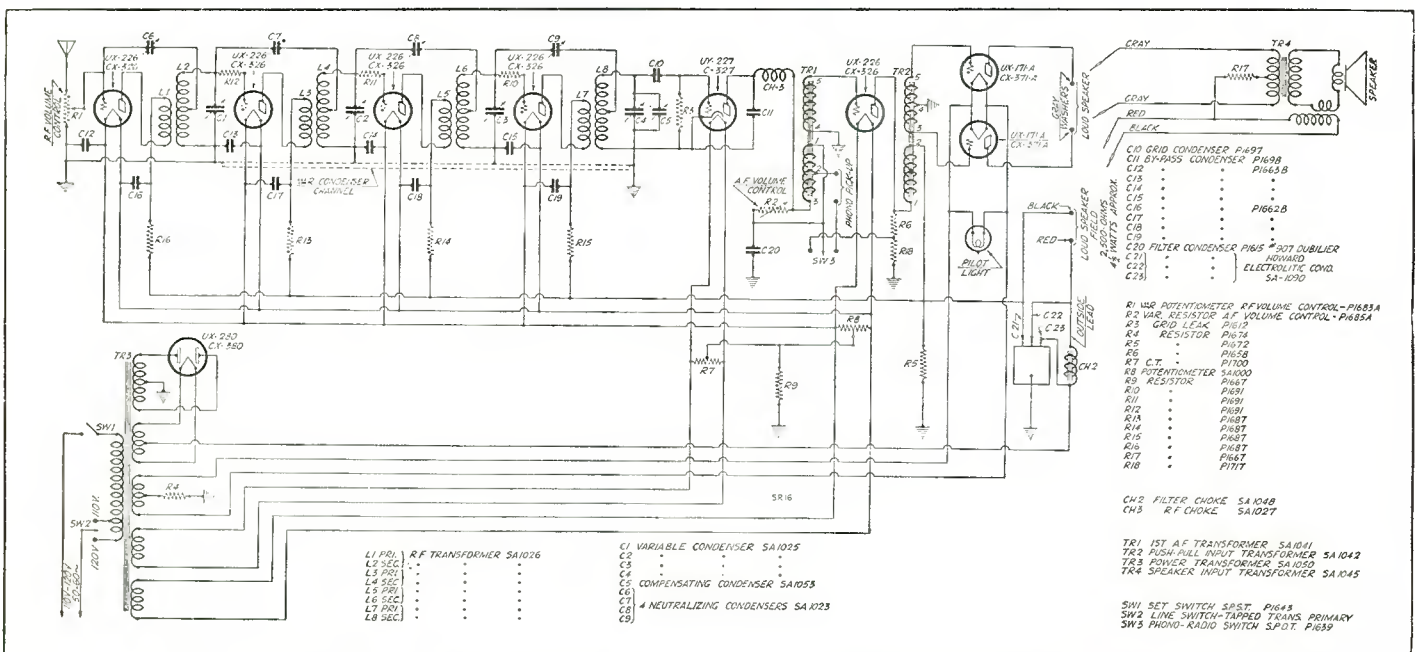 C6
C7
C8
C9
UX-226
CX-326
L2
UX-226
CX-326
L4
UX-226
CX-326
L6
UX-226
CX-326
L8
C10
UY-227
C-327
CH-3
TR1
UX-226
CX-326
TR2
UX-171-A
CX-371-A
UX-171A
CX-371-A
GRAY
GRAY
RED
BLACK
R17
TR4
SPEAKER
GRAY
WASHERS
LOUD SPEAKER
R.F. VOLUME
CONTROL
R1
L1
R12
L3
R11
L5
R10
L7
C12
C1
C13
C2
C14
C3
C15
C5
R3
C11
VAR. CONDENSER
CHANNEL
C16
C17
C18
C19
R16
R13
R14
R15
A.F. VOLUME
CONTROL
R2
C20
PHONO PICK-UP
SW3
R6
R18
PILOT
LIGHT
BLACK
RED
LOUD SPEAKER
FIELD
2,500-OHMS
4½ WATTS APPROX.
C21
C22
C23
OUTSIDE
LEAD
CH2
R7
R8
R9
R5
UX-280
CX-380
TR3
SW1
SW2
110V.
120V
110V-120V
50-60~
R4
SR16
C10 GRID CONDENSER P1697
C11 BY-PASS CONDENSER P1698
C12 " " P1663B
C13 " " "
C14 " " "
C15 " " "
C16 " " P1662B
C17 " " "
C18 " " "
C19 " " "
C20 FILTER CONDENSER P1615 #907 DUBILIER
C21 " " HOWARD
C22 " " ELECTROLITIC COND.
C23 " " SA-1090
R1 VAR. POTENTIOMETER R.F VOLUME CONTROL-P1683A
R2 VAR. RESISTOR A.F VOLUME CONTROL-P1685A
R3 GRID LEAK P1612
R4 RESISTOR P1674
R5 " P1672
R6 " P1658
R7 C.T. " P1700
R8 POTENTIOMETER SA1000
R9 RESISTOR P1667
R10 " P1691
R11 " P1691
R12 " P1691
R13 " P1687
R14 " P1687
R15 " P1687
R16 " P1687
R17 " P1667
R18 " P1717
CH2 FILTER CHOKE SA1048
CH3 R.F CHOKE SA1027
TR1 1ST A.F TRANSFORMER SA1041
TR2 PUSH-PULL INPUT TRANSFORMER SA1042
TR3 POWER TRANSFORMER SA1050
TR4 SPEAKER INPUT TRANSFORMER SA1045
SW1 SET SWITCH S.P.S.T. P1643
SW2 LINE SWITCH-TAPPED TRANS. PRIMARY
SW3 PHONO-RADIO SWITCH S.P.D.T. P1639
L1 PRI. R.F TRANSFORMER SA1026
L2 SEC. " " "
L3 PRI " " "
L4 SEC " " "
L5 PRI " " "
L6 SEC " " "
L7 PRI " " "
L8 SEC. " " "
C1 VARIABLE CONDENSER SA1025
C2 " " "
C3 " " "
C4 " " "
C5 COMPENSATING CONDENSER SA1053
C6
C7
C8 4 NEUTRALIZING CONDENSERS SA1023
C9